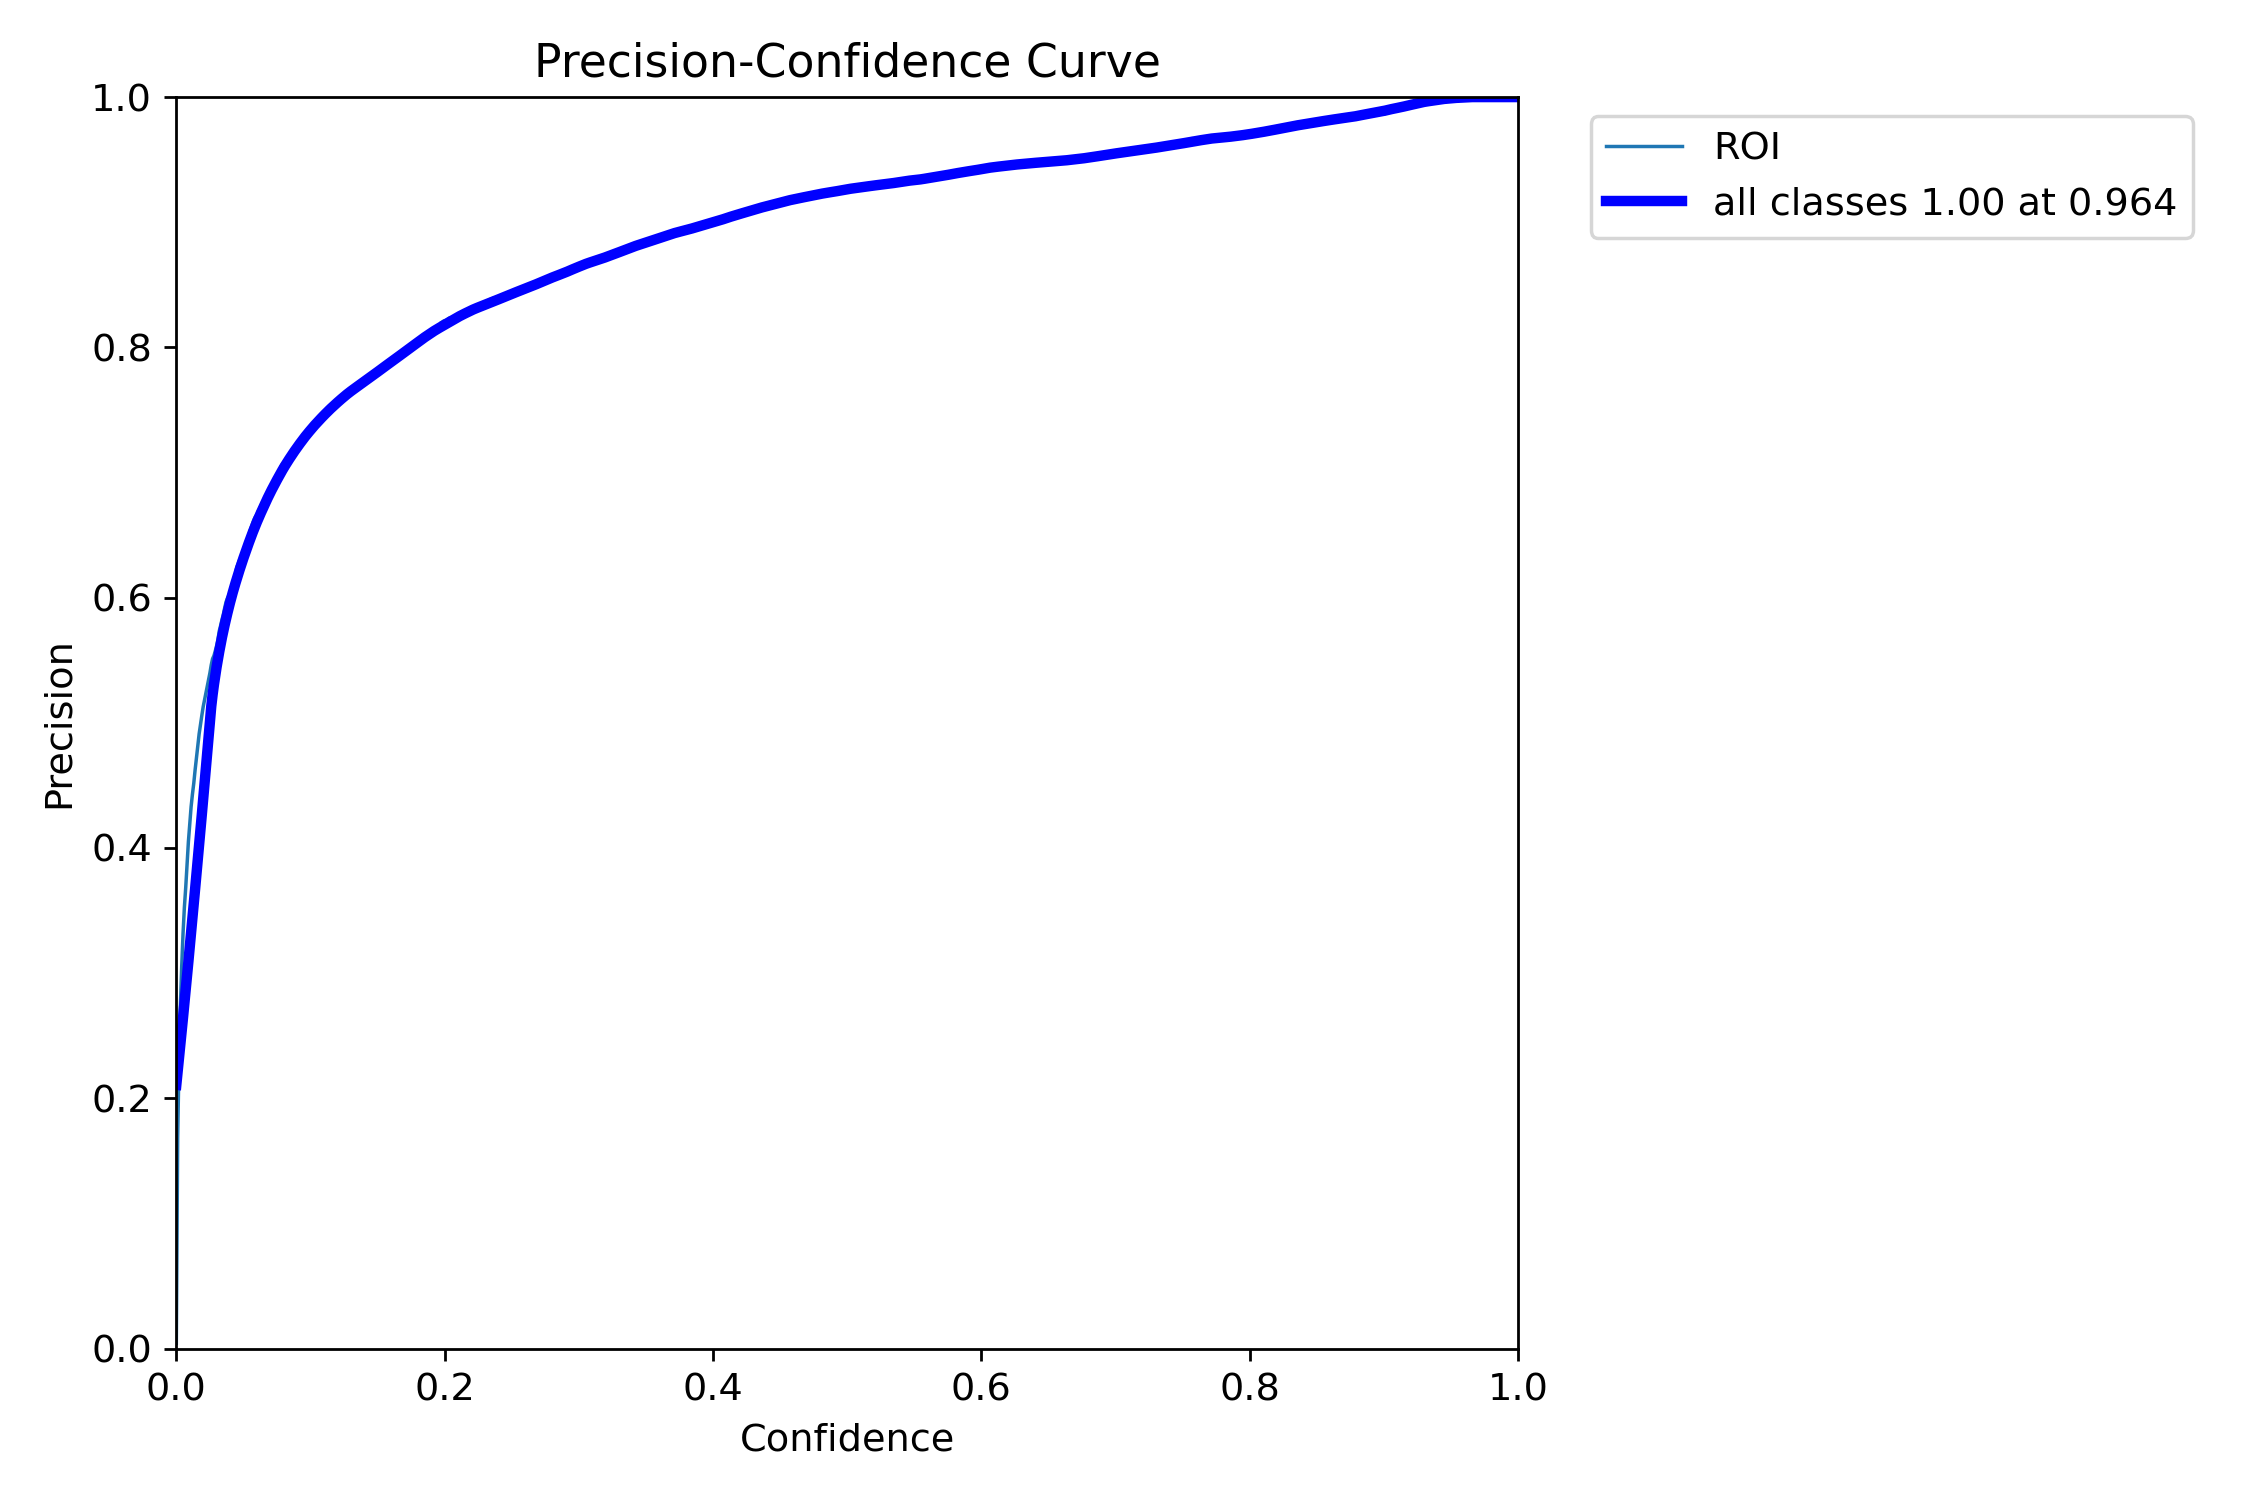 Precision-Confidence Curve
1.0
0.8
0.6
0.4
0.2
0.0
Precision
0.0 0.2 0.4 0.6 0.8 1.0
Confidence
ROI
all classes 1.00 at 0.964